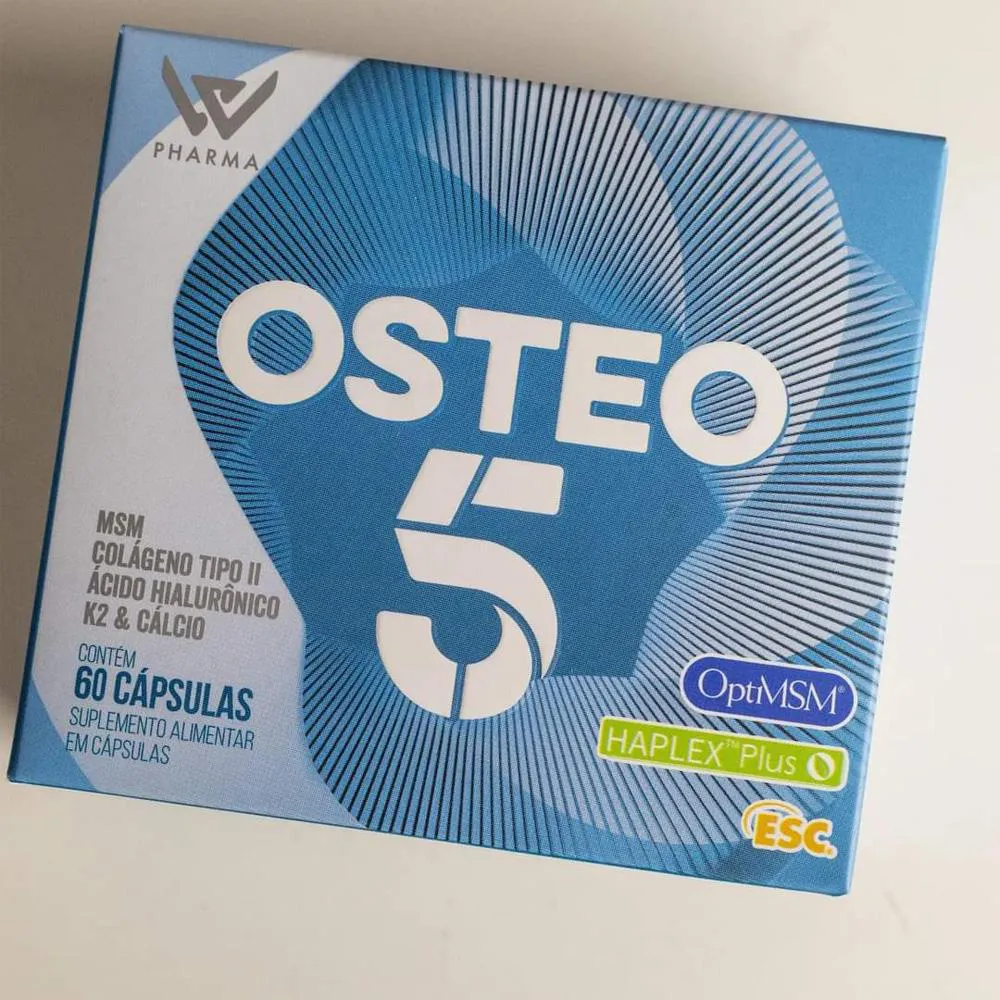 PHARMA
OSTEO
5
MSM
COLÁGENO TIPO II
ÁCIDO HIALURÔNICO
K2 & CÁLCIO
CONTÉM
60 CÁPSULAS
SUPLEMENTO ALIMENTAR
EM CÁPSULAS
OptiMSM®
HAPLEX™ Plus
ESC.